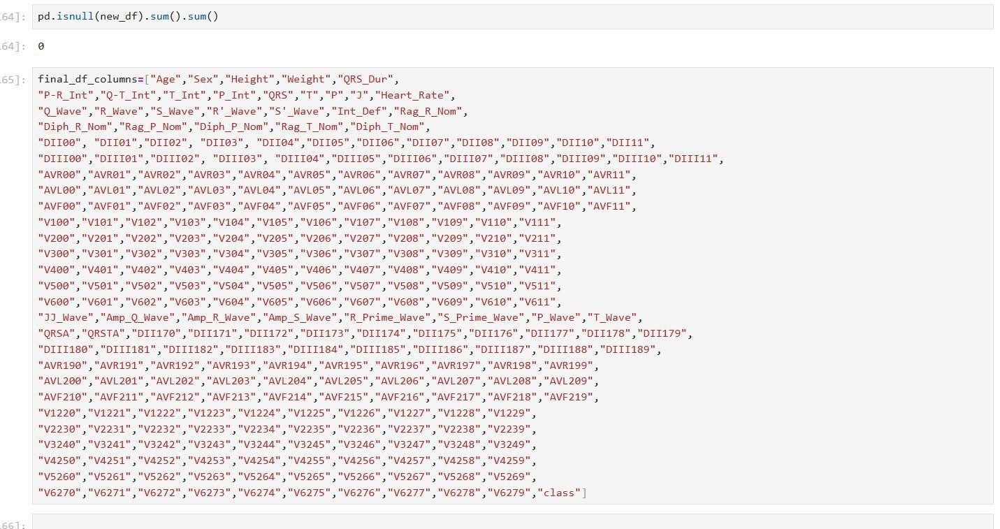 64]:
pd.isnull(new_df).sum().sum()
64]:
0
65]:
final_df_columns=["Age","Sex","Height","Weight","QRS_Dur",
"P-R_Int","Q-T_Int","T_Int","P_Int","QRS","T","P","J","Heart_Rate",
"Q_Wave","R_Wave","S_Wave","R'_Wave","S'_Wave","Int_Def","Rag_R_Nom",
"Diph_R_Nom","Rag_P_Nom","Diph_P_Nom","Rag_T_Nom","Diph_T_Nom",
"DII00", "DII01","DII02", "DII03", "DII04","DII05","DII06","DII07","DII08","DII09","DII10","DII11",
"DIII00","DIII01","DIII02", "DIII03", "DIII04","DIII05","DIII06","DIII07","DIII08","DIII09","DIII10","DIII11",
"AVR00","AVR01","AVR02","AVR03","AVR04","AVR05","AVR06","AVR07","AVR08","AVR09","AVR10","AVR11",
"AVL00","AVL01","AVL02","AVL03","AVL04","AVL05","AVL06","AVL07","AVL08","AVL09","AVL10","AVL11",
"AVF00","AVF01","AVF02","AVF03","AVF04","AVF05","AVF06","AVF07","AVF08","AVF09","AVF10","AVF11",
"V100","V101","V102","V103","V104","V105","V106","V107","V108","V109","V110","V111",
"V200","V201","V202","V203","V204","V205","V206","V207","V208","V209","V210","V211",
"V300","V301","V302","V303","V304","V305","V306","V307","V308","V309","V310","V311",
"V400","V401","V402","V403","V404","V405","V406","V407","V408","V409","V410","V411",
"V500","V501","V502","V503","V504","V505","V506","V507","V508","V509","V510","V511",
"V600","V601","V602","V603","V604","V605","V606","V607","V608","V609","V610","V611",
"JJ_Wave","Amp_Q_Wave","Amp_R_Wave","Amp_S_Wave","R_Prime_Wave","S_Prime_Wave","P_Wave","T_Wave",
"QRSA","QRSTA","DII170","DII171","DII172","DII173","DII174","DII175","DII176","DII177","DII178","DII179",
"DIII180","DIII181","DIII182","DIII183","DIII184","DIII185","DIII186","DIII187","DIII188","DIII189",
"AVR190","AVR191","AVR192","AVR193","AVR194","AVR195","AVR196","AVR197","AVR198","AVR199",
"AVL200","AVL201","AVL202","AVL203","AVL204","AVL205","AVL206","AVL207","AVL208","AVL209",
"AVF210","AVF211","AVF212","AVF213","AVF214","AVF215","AVF216","AVF217","AVF218","AVF219",
"V1220","V1221","V1222","V1223","V1224","V1225","V1226","V1227","V1228","V1229",
"V2230","V2231","V2232","V2233","V2234","V2235","V2236","V2237","V2238","V2239",
"V3240","V3241","V3242","V3243","V3244","V3245","V3246","V3247","V3248","V3249",
"V4250","V4251","V4252","V4253","V4254","V4255","V4256","V4257","V4258","V4259",
"V5260","V5261","V5262","V5263","V5264","V5265","V5266","V5267","V5268","V5269",
"V6270","V6271","V6272","V6273","V6274","V6275","V6276","V6277","V6278","V6279","class"]
66]: